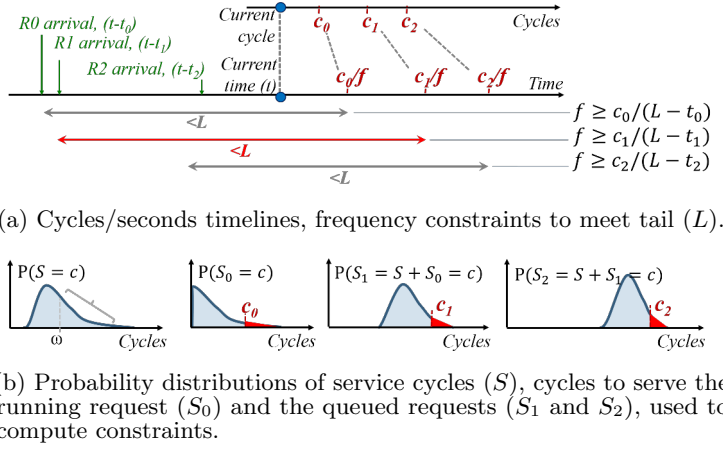 R0 arrival, (t-t₀)
R1 arrival, (t-t₁)
R2 arrival, (t-t₂)
Current
cycle
Current
time (t)
c₀ c₁ c₂ Cycles
c₀/f c₁/f c₂/f Time
<L
<L
<L
f ≥ c₀/(L − t₀)
f ≥ c₁/(L − t₁)
f ≥ c₂/(L − t₂)
(a) Cycles/seconds timelines, frequency constraints to meet tail (L).
P(S = c)
ω Cycles
P(S₀ = c)
c₀
Cycles
P(S₁ = S + S₀ = c)
c₁
Cycles
P(S₂ = S + S₁ = c)
c₂
Cycles
(b) Probability distributions of service cycles (S), cycles to serve the
running request (S₀) and the queued requests (S₁ and S₂), used to
compute constraints.